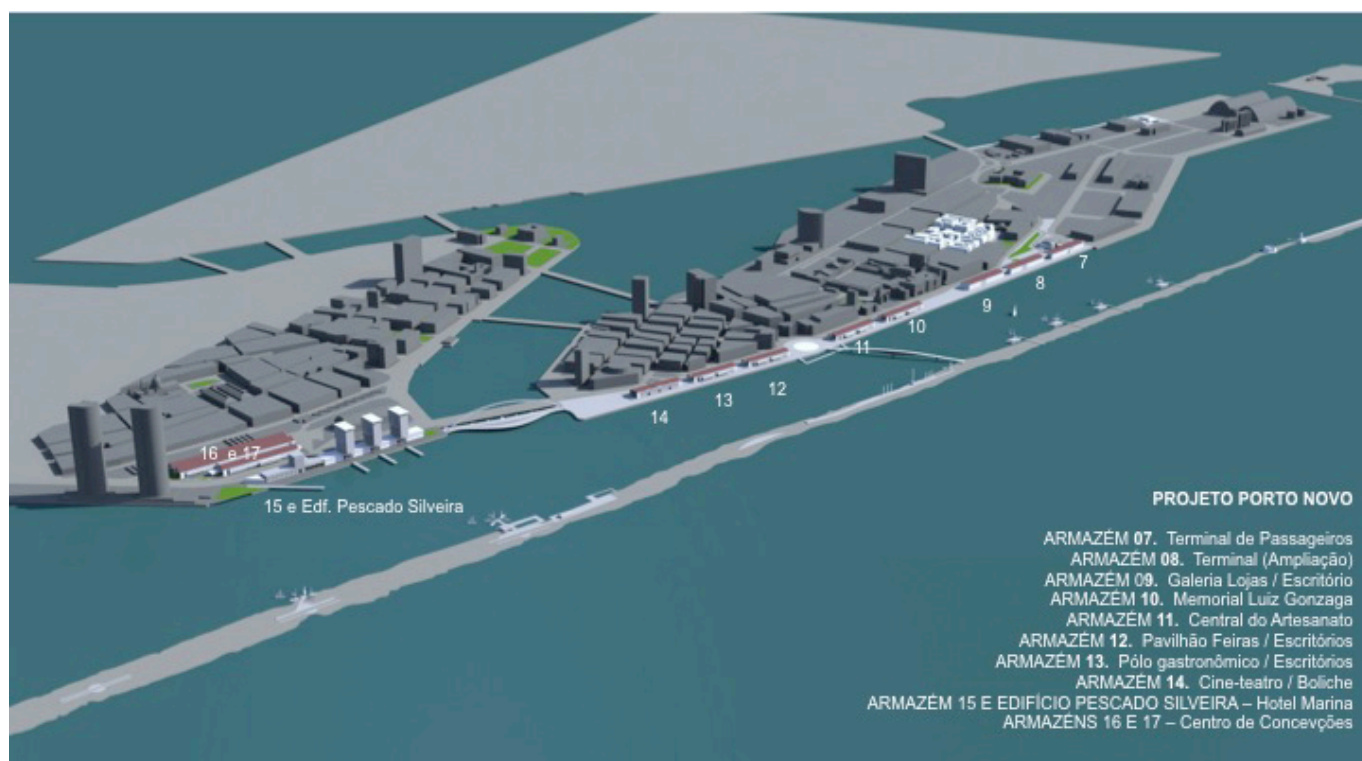 7
8
9
10
11
12
13
14
16 e 17
15 e Edf. Pescado Silveira
PROJETO PORTO NOVO
ARMAZÉM 07. Terminal de Passageiros
ARMAZÉM 08. Terminal (Ampliação)
ARMAZÉM 09. Galeria Lojas / Escritório
ARMAZÉM 10. Memorial Luiz Gonzaga
ARMAZÉM 11. Central do Artesanato
ARMAZÉM 12. Pavilhão Feiras / Escritórios
ARMAZÉM 13. Pólo gastronômico / Escritórios
ARMAZÉM 14. Cine-teatro / Boliche
ARMAZÉM 15 E EDIFÍCIO PESCADO SILVEIRA – Hotel Marina
ARMAZÉNS 16 E 17 – Centro de Concevções